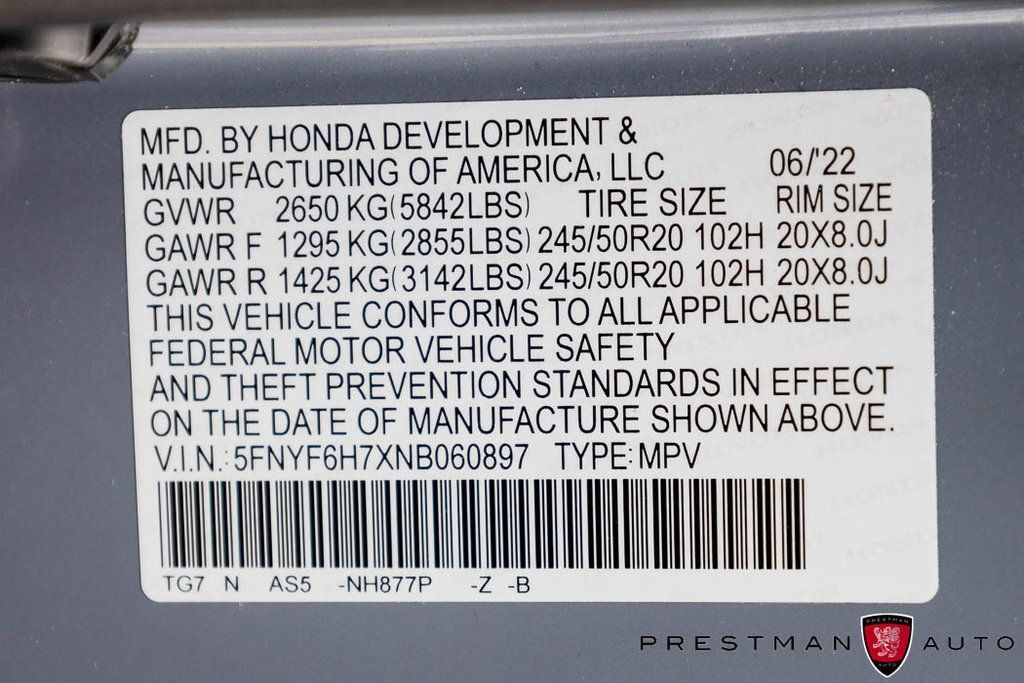 MFD. BY HONDA DEVELOPMENT &
MANUFACTURING OF AMERICA, LLC 06/'22
GVWR 2650 KG(5842LBS) TIRE SIZE RIM SIZE
GAWR F 1295 KG(2855LBS) 245/50R20 102H 20X8.0J
GAWR R 1425 KG(3142LBS) 245/50R20 102H 20X8.0J
THIS VEHICLE CONFORMS TO ALL APPLICABLE
FEDERAL MOTOR VEHICLE SAFETY
AND THEFT PREVENTION STANDARDS IN EFFECT
ON THE DATE OF MANUFACTURE SHOWN ABOVE.
V.I.N.: 5FNYF6H7XNB060897 TYPE: MPV
TG7 N AS5 -NH877P -Z -B
PRESTMAN AUTO
PRESTMAN
AUTO